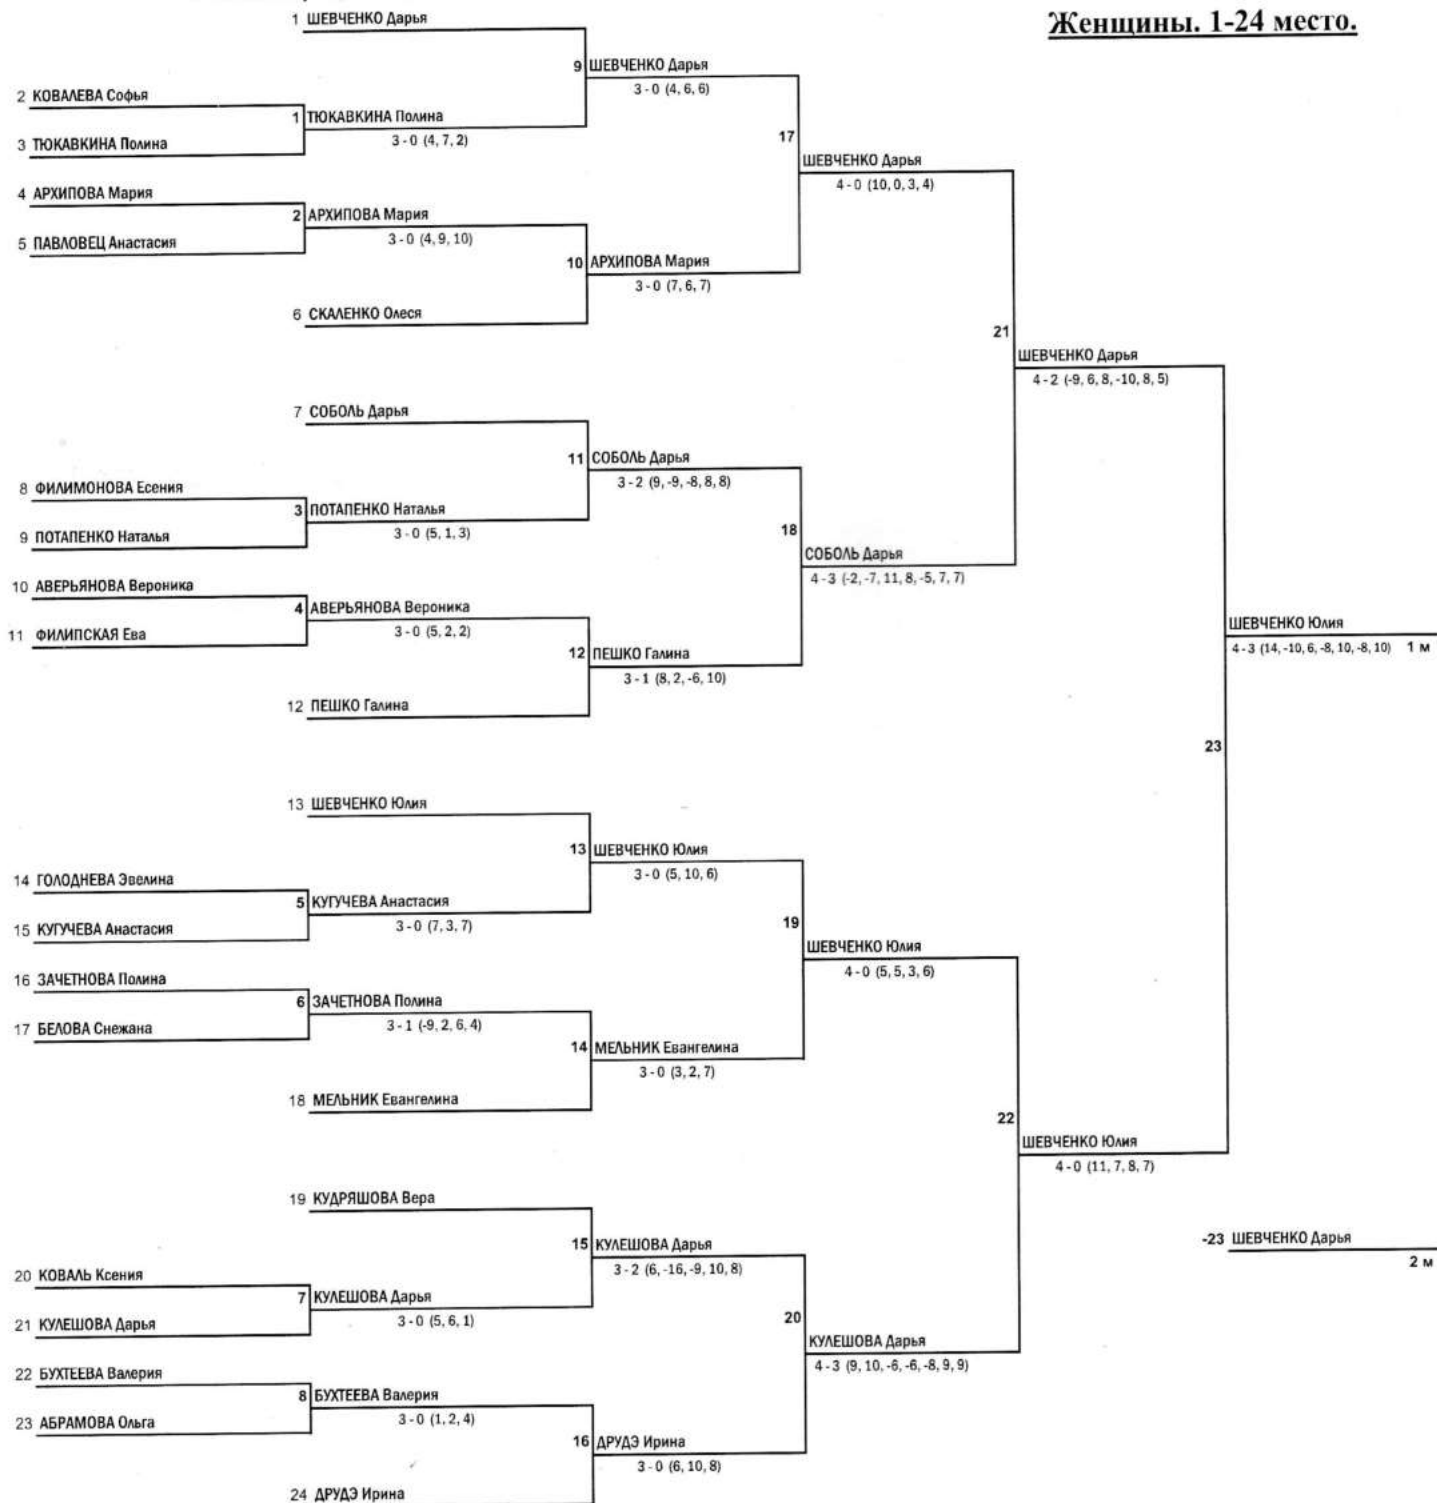 Женщины. 1-24 место.
1 ШЕВЧЕНКО Дарья
9 ШЕВЧЕНКО Дарья
3 - 0 (4, 6, 6)
2 КОВАЛЕВА Софья
1 ТЮКАВКИНА Полина
3 - 0 (4, 7, 2)
3 ТЮКАВКИНА Полина
17
ШЕВЧЕНКО Дарья
4 - 0 (10, 0, 3, 4)
4 АРХИПОВА Мария
2 АРХИПОВА Мария
3 - 0 (4, 9, 10)
5 ПАВЛОВЕЦ Анастасия
10 АРХИПОВА Мария
3 - 0 (7, 6, 7)
6 СКАЛЕНКО Олеся
21
ШЕВЧЕНКО Дарья
4 - 2 (-9, 6, 8, -10, 8, 5)
7 СОБОЛЬ Дарья
11 СОБОЛЬ Дарья
3 - 2 (9, -9, -8, 8, 8)
8 ФИЛИМОНОВА Есения
3 ПОТАПЕНКО Наталья
3 - 0 (5, 1, 3)
9 ПОТАПЕНКО Наталья
18
СОБОЛЬ Дарья
4 - 3 (-2, -7, 11, 8, -5, 7, 7)
10 АВЕРЬЯНОВА Вероника
4 АВЕРЬЯНОВА Вероника
3 - 0 (5, 2, 2)
11 ФИЛИПСКАЯ Ева
12 ПЕШКО Галина
3 - 1 (8, 2, -6, 10)
12 ПЕШКО Галина
ШЕВЧЕНКО Юлия
4 - 3 (14, -10, 6, -8, 10, -8, 10) 1 м
23
13 ШЕВЧЕНКО Юлия
13 ШЕВЧЕНКО Юлия
3 - 0 (5, 10, 6)
14 ГОЛОДНЕВА Эвелина
5 КУГУЧЕВА Анастасия
3 - 0 (7, 3, 7)
15 КУГУЧЕВА Анастасия
19
ШЕВЧЕНКО Юлия
4 - 0 (5, 5, 3, 6)
16 ЗАЧЕТНОВА Полина
6 ЗАЧЕТНОВА Полина
3 - 1 (-9, 2, 6, 4)
17 БЕЛОВА Снежана
14 МЕЛЬНИК Евангелина
3 - 0 (3, 2, 7)
18 МЕЛЬНИК Евангелина
22
ШЕВЧЕНКО Юлия
4 - 0 (11, 7, 8, 7)
19 КУДРЯШОВА Вера
15 КУЛЕШОВА Дарья
3 - 2 (6, -16, -9, 10, 8)
-23 ШЕВЧЕНКО Дарья
2 м
20 КОВАЛЬ Ксения
7 КУЛЕШОВА Дарья
3 - 0 (5, 6, 1)
21 КУЛЕШОВА Дарья
20
КУЛЕШОВА Дарья
4 - 3 (9, 10, -6, -6, -8, 9, 9)
22 БУХТЕЕВА Валерия
8 БУХТЕЕВА Валерия
3 - 0 (1, 2, 4)
23 АБРАМОВА Ольга
16 ДРУДЭ Ирина
3 - 0 (6, 10, 8)
24 ДРУДЭ Ирина